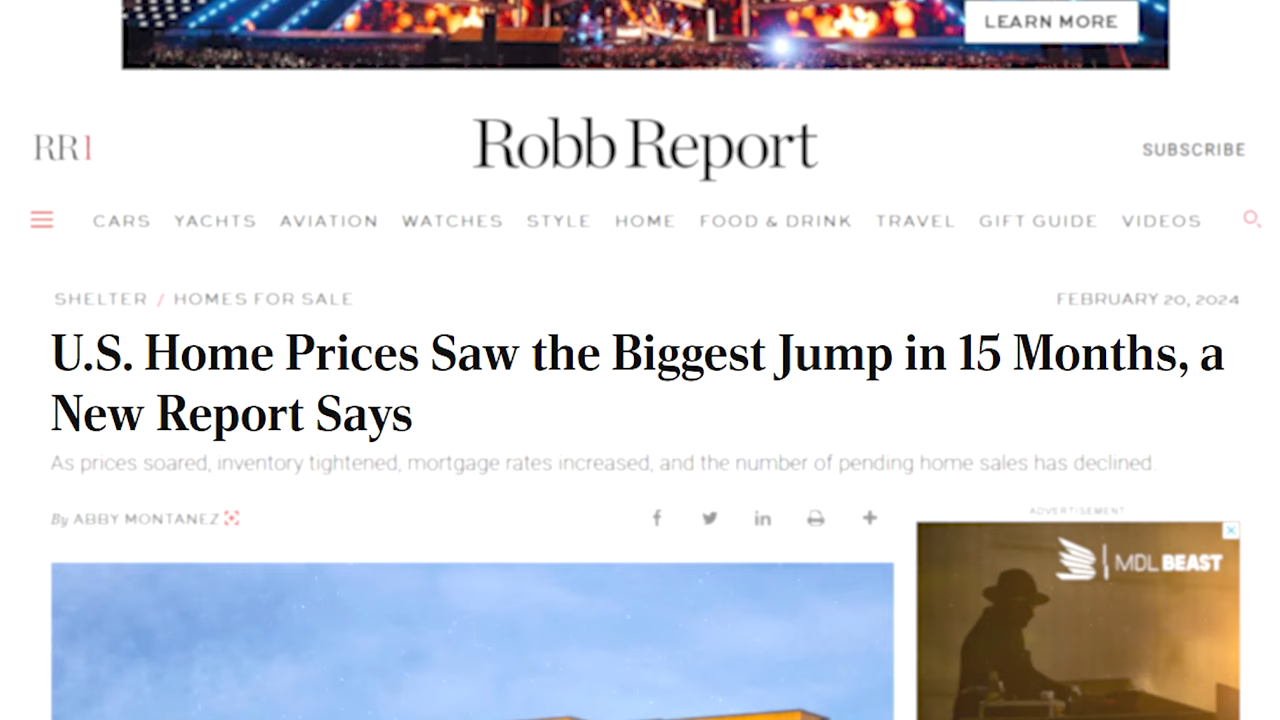 LEARN MORE
RR1
Robb Report
SUBSCRIBE
CARS YACHTS AVIATION WATCHES STYLE HOME FOOD & DRINK TRAVEL GIFT GUIDE VIDEOS
SHELTER / HOMES FOR SALE
FEBRUARY 20, 2024
U.S. Home Prices Saw the Biggest Jump in 15 Months, a
New Report Says
As prices soared, inventory tightened, mortgage rates increased, and the number of pending home sales has declined.
By ABBY MONTANEZ
ADVERTISEMENT
MDLBEAST